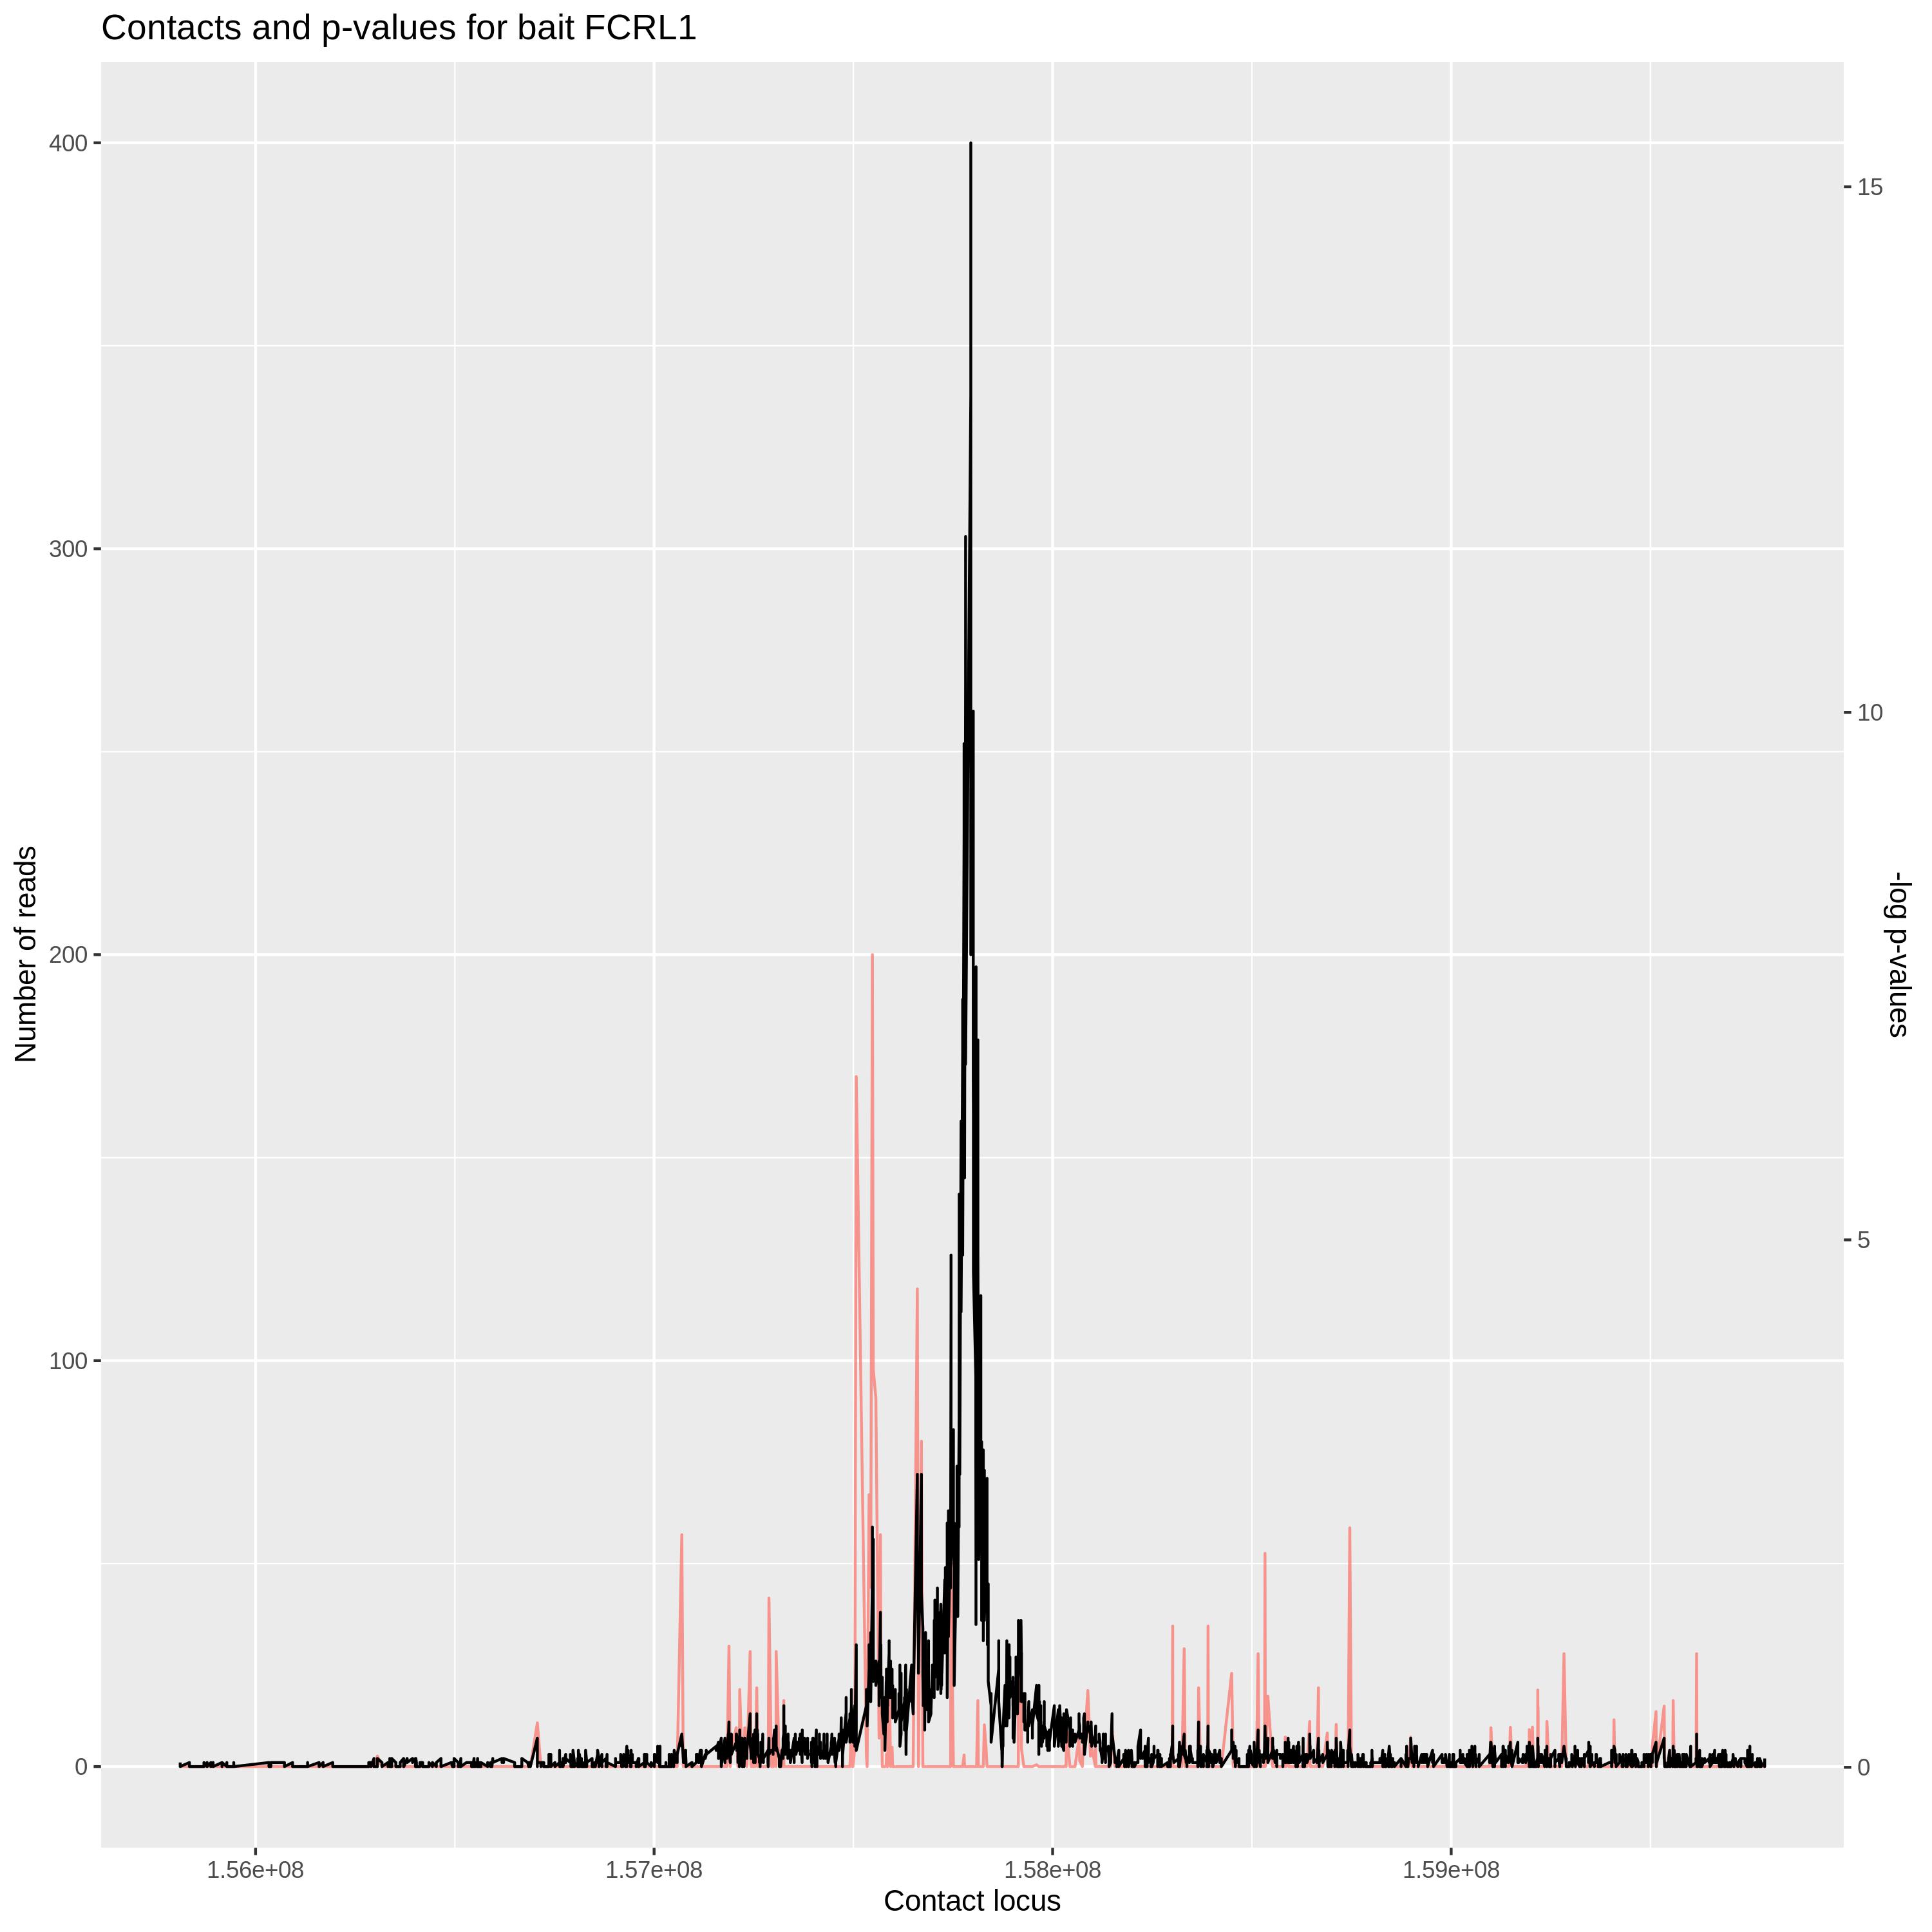 Contacts and p-values for bait FCRL1
400
300
200
100
0
Number of reads
15
10
5
0
-log p-values
1.56e+08
1.57e+08
1.58e+08
1.59e+08
Contact locus